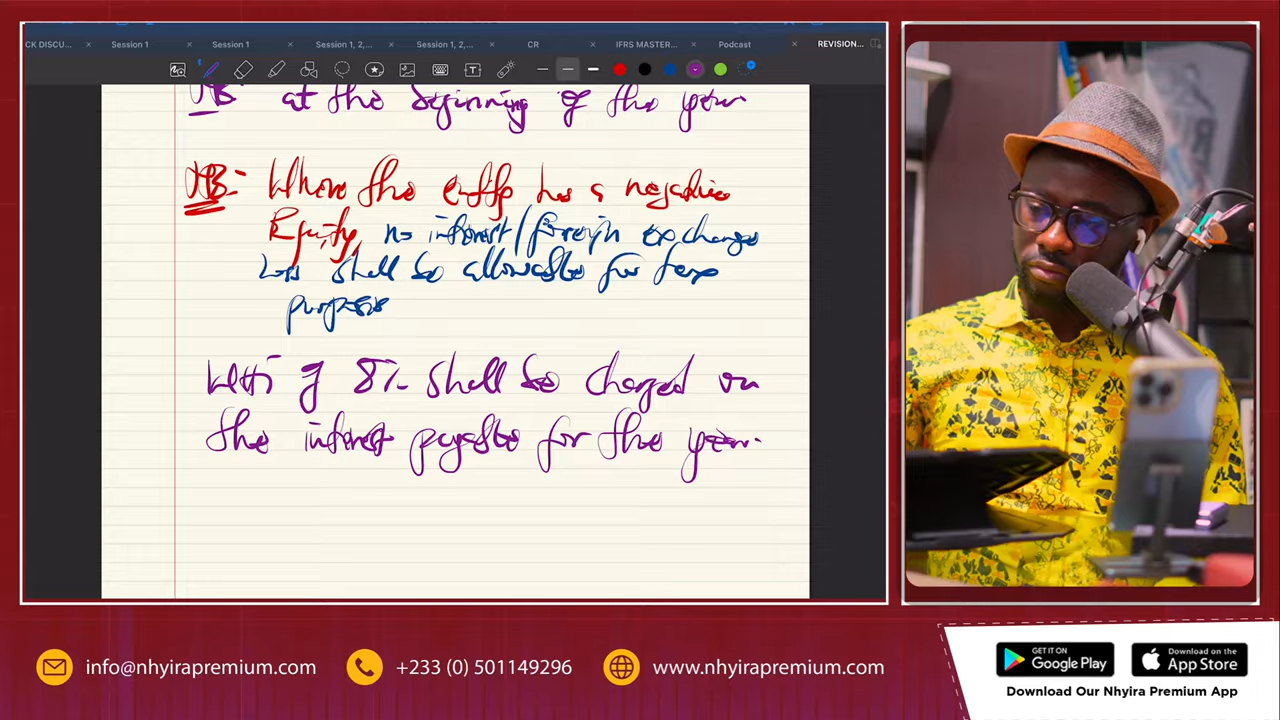 CK DISCU... Session 1 Session 1 Session 1, 2,... Session 1, 2,... CR IFRS MASTER... Podcast REVISION...
NB: at the beginning of the year
NB:- Where the entity has a negative
Equity, no interest/foreign exchange
loss shall be allowable for tax
purposes
WHT of 8% shall be charged on
the interest payable for the year.
info@nhyirapremium.com +233 (0) 501149296 www.nhyirapremium.com
GET IT ON
Google Play
Download on the
App Store
Download Our Nhyira Premium App